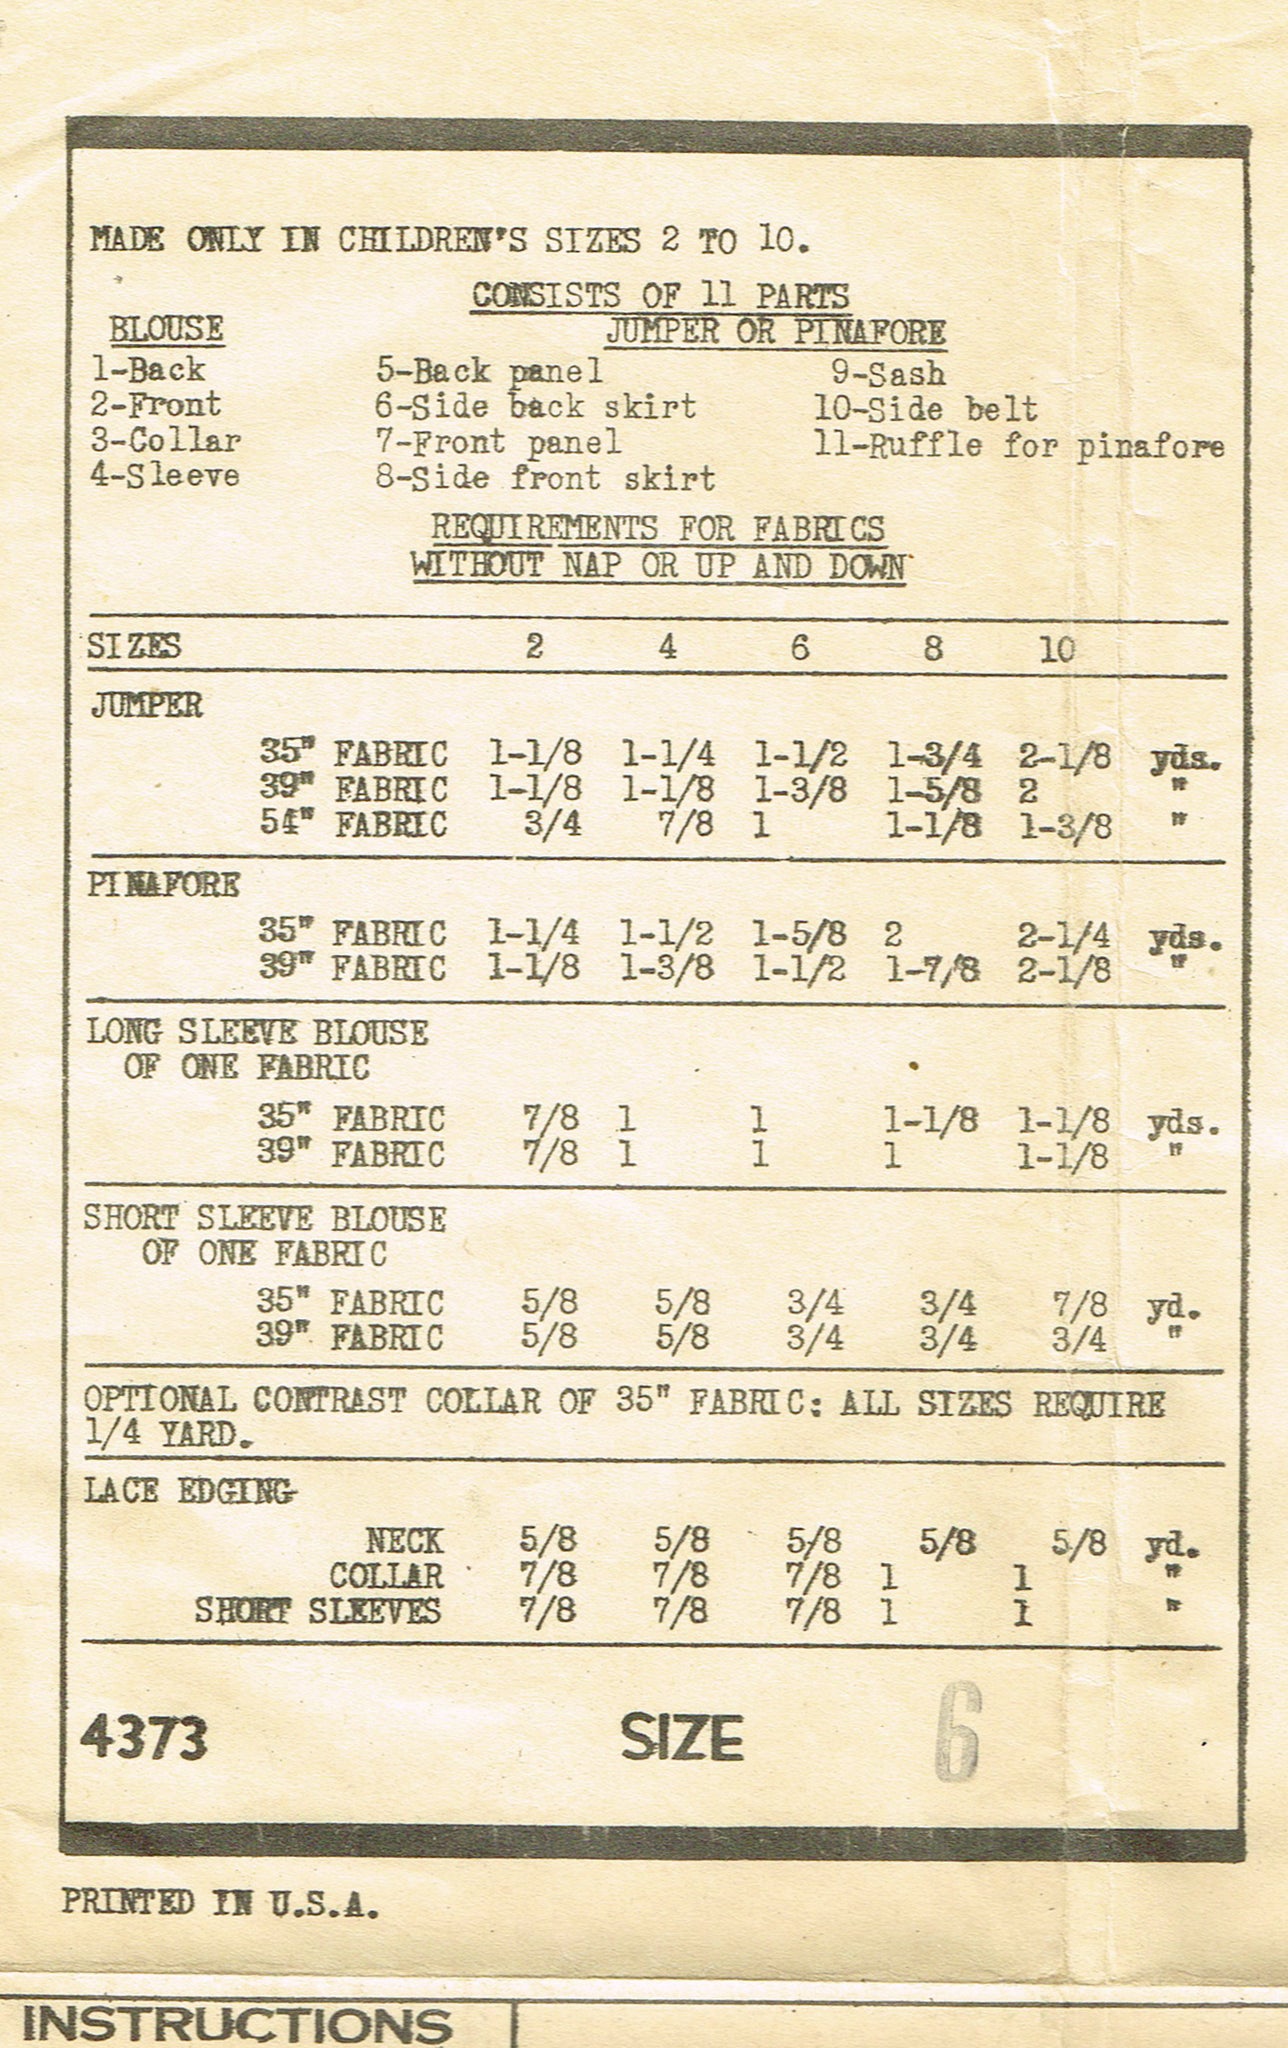 MADE ONLY IN CHILDREN'S SIZES 2 TO 10.
CONSISTS OF 11 PARTS
BLOUSE JUMPER OR PINAFORE
1-Back 5-Back panel 9-Sash
2-Front 6-Side back skirt 10-Side belt
3-Collar 7-Front panel 11-Ruffle for pinafore
4-Sleeve 8-Side front skirt
REQUIREMENTS FOR FABRICS
WITHOUT NAP OR UP AND DOWN
SIZES 2 4 6 8 10
JUMPER
35" FABRIC 1-1/8 1-1/4 1-1/2 1-3/4 2-1/8 yds.
39" FABRIC 1-1/8 1-1/8 1-3/8 1-5/8 2 "
54" FABRIC 3/4 7/8 1 1-1/8 1-3/8 "
PINAFORE
35" FABRIC 1-1/4 1-1/2 1-5/8 2 2-1/4 yds.
39" FABRIC 1-1/8 1-3/8 1-1/2 1-7/8 2-1/8 "
LONG SLEEVE BLOUSE
OF ONE FABRIC
35" FABRIC 7/8 1 1 1-1/8 1-1/8 yds.
39" FABRIC 7/8 1 1 1 1-1/8 "
SHORT SLEEVE BLOUSE
OF ONE FABRIC
35" FABRIC 5/8 5/8 3/4 3/4 7/8 yd.
39" FABRIC 5/8 5/8 3/4 3/4 3/4 "
OPTIONAL CONTRAST COLLAR OF 35" FABRIC: ALL SIZES REQUIRE
1/4 YARD.
LACE EDGING
NECK 5/8 5/8 5/8 5/8 5/8 yd.
COLLAR 7/8 7/8 7/8 1 1 "
SHORT SLEEVES 7/8 7/8 7/8 1 1 "
4373 SIZE 6
PRINTED IN U.S.A.
INSTRUCTIONS